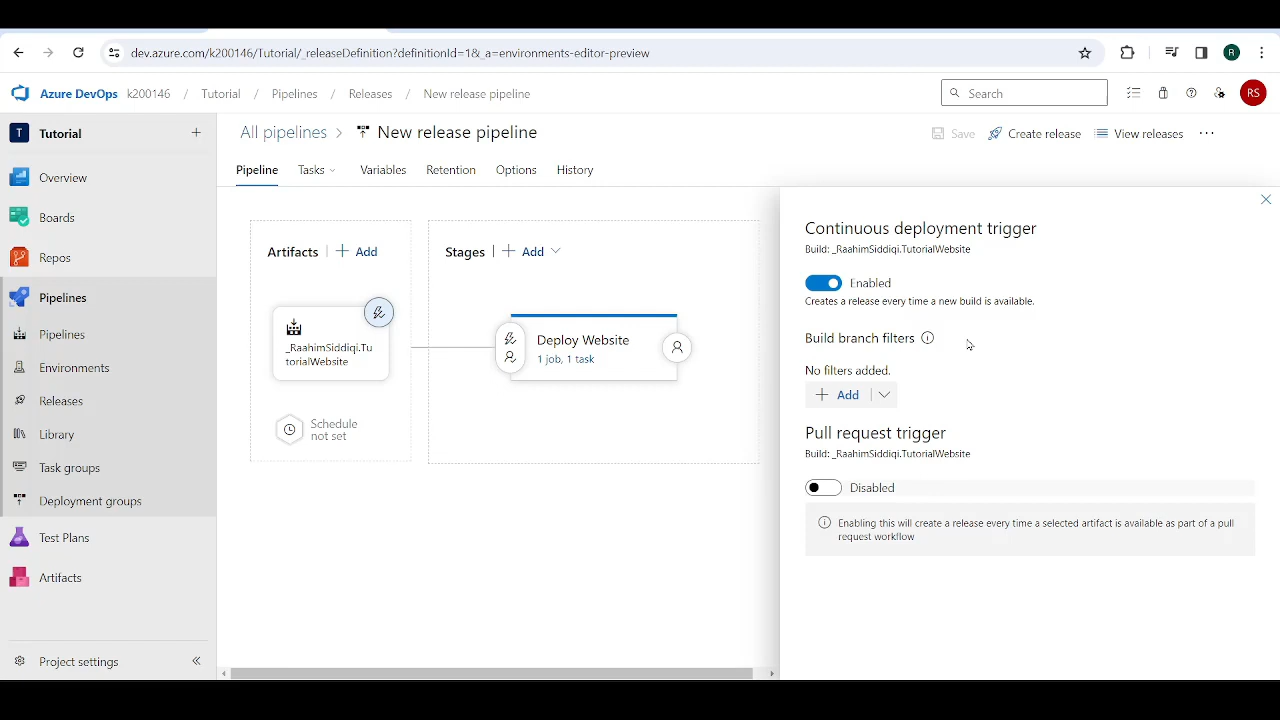 dev.azure.com/k200146/Tutorial/_releaseDefinition?definitionId=1&_a=environments-editor-preview
R
Azure DevOps k200146 / Tutorial / Pipelines / Releases / New release pipeline
Search
RS
T Tutorial
Overview
Boards
Repos
Pipelines
Pipelines
Environments
Releases
Library
Task groups
Deployment groups
Test Plans
Artifacts
Project settings
All pipelines > New release pipeline
Save Create release View releases ...
Pipeline Tasks Variables Retention Options History
Artifacts | + Add
_RaahimSiddiqi.Tu
torialWebsite
Schedule
not set
Stages | + Add
Deploy Website
1 job, 1 task
Continuous deployment trigger
Build: _RaahimSiddiqi.TutorialWebsite
Enabled
Creates a release every time a new build is available.
Build branch filters
No filters added.
+ Add
Pull request trigger
Build: _RaahimSiddiqi.TutorialWebsite
Disabled
Enabling this will create a release every time a selected artifact is available as part of a pull
request workflow